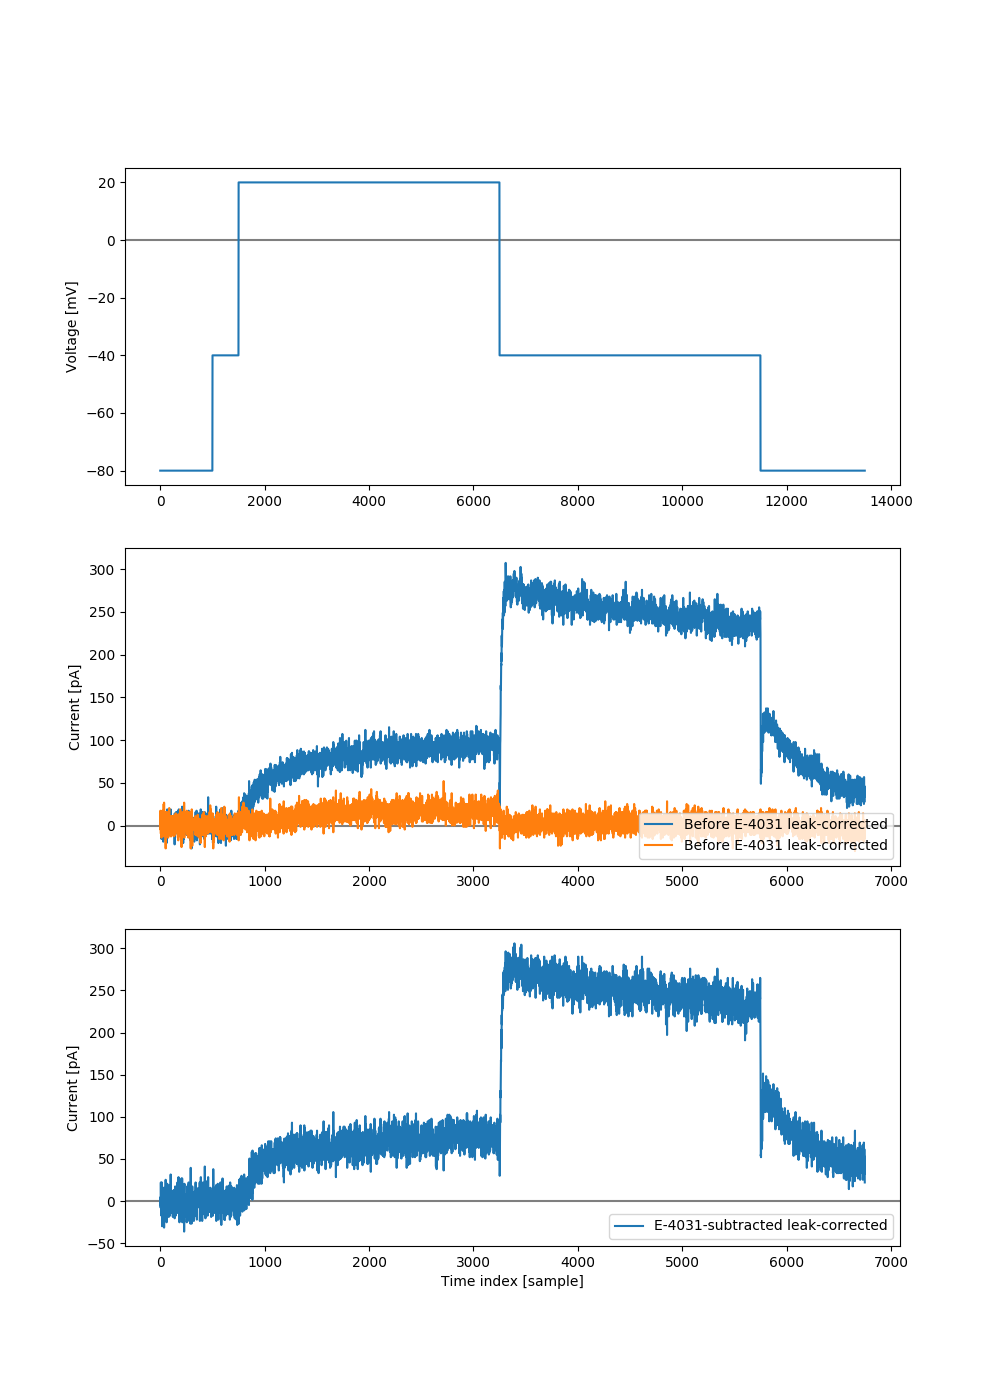 20
0
−20
−40
−60
−80
Voltage [mV]
0 2000 4000 6000 8000 10000 12000 14000
300
250
200
150
100
50
0
Current [pA]
Before E-4031 leak-corrected
Before E-4031 leak-corrected
0 1000 2000 3000 4000 5000 6000 7000
300
250
200
150
100
50
0
−50
Current [pA]
E-4031-subtracted leak-corrected
0 1000 2000 3000 4000 5000 6000 7000
Time index [sample]